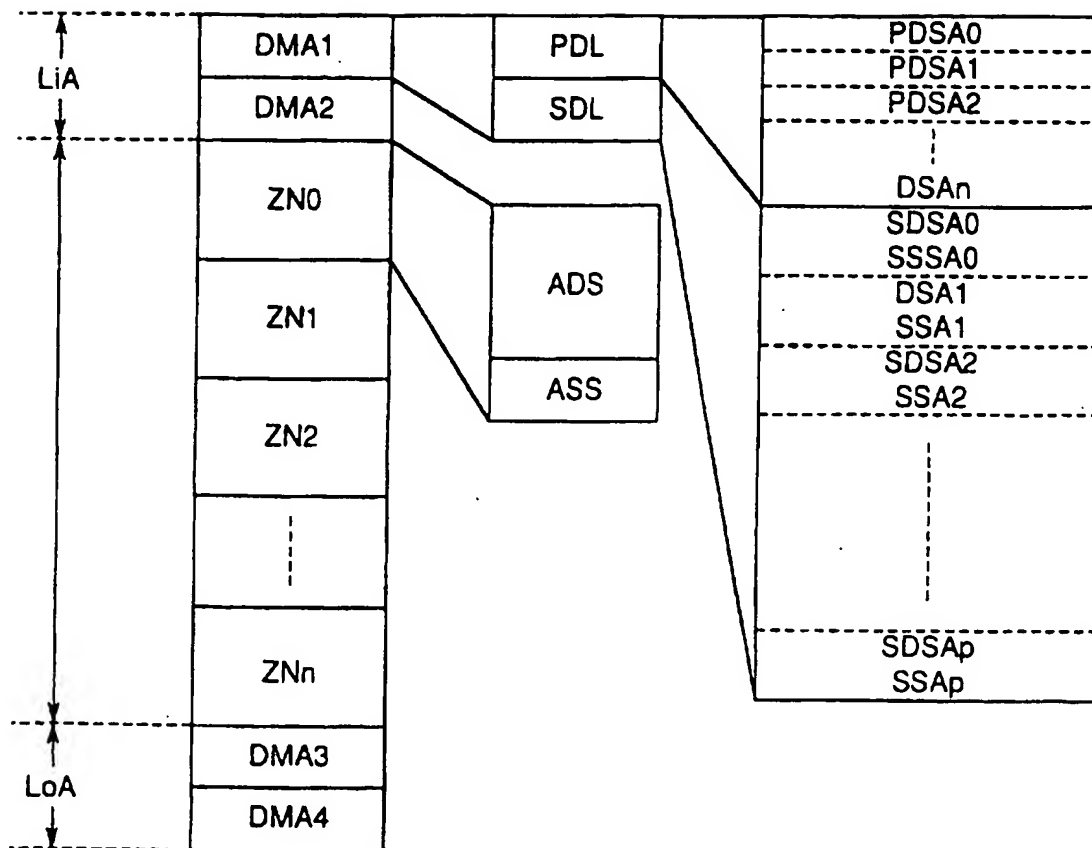 LiA
DMA1
DMA2
ZN0
ZN1
ZN2
ZNn
DMA3
DMA4
LoA
PDL
SDL
ADS
ASS
PDSA0
PDSA1
PDSA2
DSAn
SDSA0
SSSA0
DSA1
SSA1
SDSA2
SSA2
SDSAp
SSAp